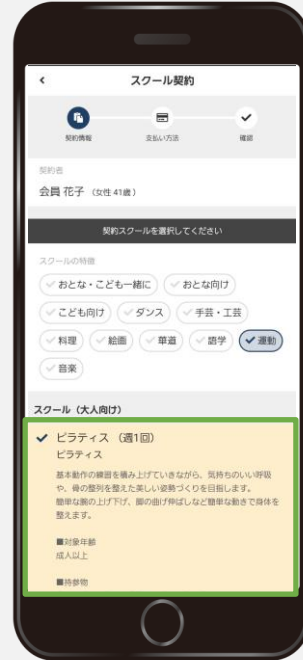 スクール契約
契約情報
支払い方法
確認
契約者
会員 花子 （女性 41歳）
契約スクールを選択してください
スクールの特徴
おとな・こども一緒に おとな向け
こども向け ダンス 手芸・工芸
料理 絵画 華道 語学 運動
音楽
スクール（大人向け）
ピラティス （週1回）
ピラティス
基本動作の練習を積み上げていきながら、気持ちのいい呼吸
や、骨の整列を整えた美しい姿勢づくりを目指します。
簡単な腕の上げ下げ、脚の曲げ伸ばしなど簡単な動きで身体を
整えます。
■対象年齢
成人以上
■持参物